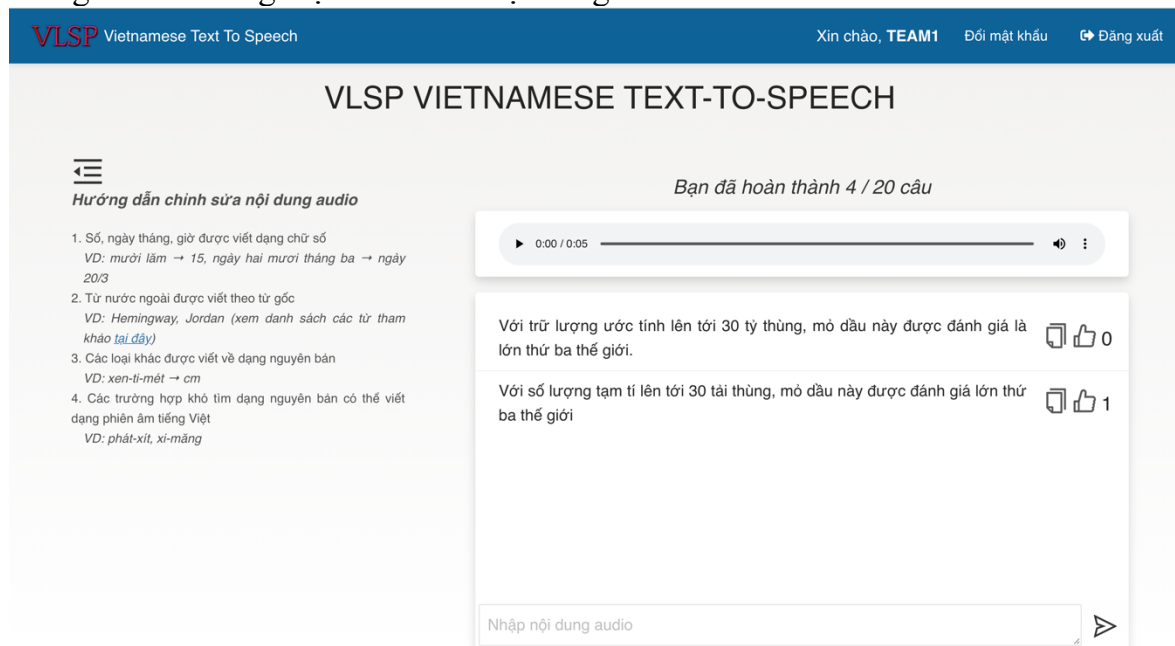 VLSP Vietnamese Text To Speech
Xin chào, TEAM1 Đổi mật khẩu Đăng xuất
VLSP VIETNAMESE TEXT-TO-SPEECH
Hướng dẫn chỉnh sửa nội dung audio
1. Số, ngày tháng, giờ được viết dạng chữ số
VD: mười lăm → 15, ngày hai mươi tháng ba → ngày
20/3
2. Từ nước ngoài được viết theo từ gốc
VD: Hemingway, Jordan (xem danh sách các từ tham
khảo tại đây)
3. Các loại khác được viết về dạng nguyên bản
VD: xen-ti-mét → cm
4. Các trường hợp khó tìm dạng nguyên bản có thể viết
dạng phiên âm tiếng Việt
VD: phát-xít, xi-măng
Bạn đã hoàn thành 4 / 20 câu
0:00 / 0:05
Với trữ lượng ước tính lên tới 30 tỷ thùng, mỏ dầu này được đánh giá là
lớn thứ ba thế giới.
0
Với số lượng tạm tí lên tới 30 tải thùng, mỏ dầu này được đánh giá lớn thứ
ba thế giới
1
Nhập nội dung audio